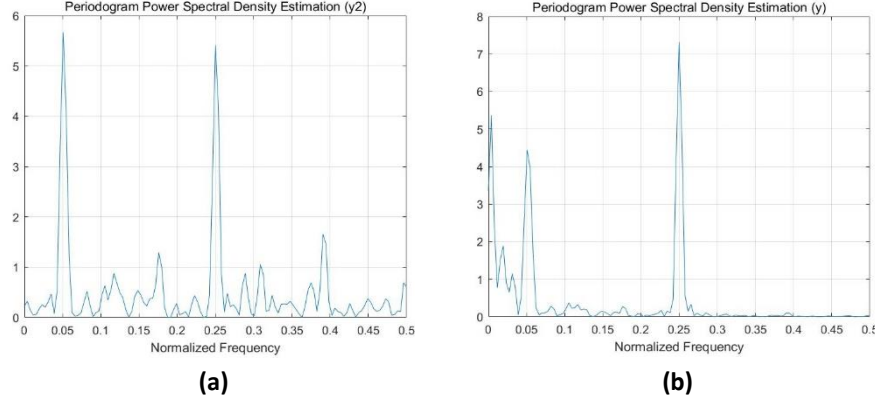 Periodogram Power Spectral Density Estimation (y2)
6
5
4
3
2
1
0
0 0.05 0.1 0.15 0.2 0.25 0.3 0.35 0.4 0.45 0.5
Normalized Frequency
(a)
Periodogram Power Spectral Density Estimation (y)
8
7
6
5
4
3
2
1
0
0 0.05 0.1 0.15 0.2 0.25 0.3 0.35 0.4 0.45 0.5
Normalized Frequency
(b)